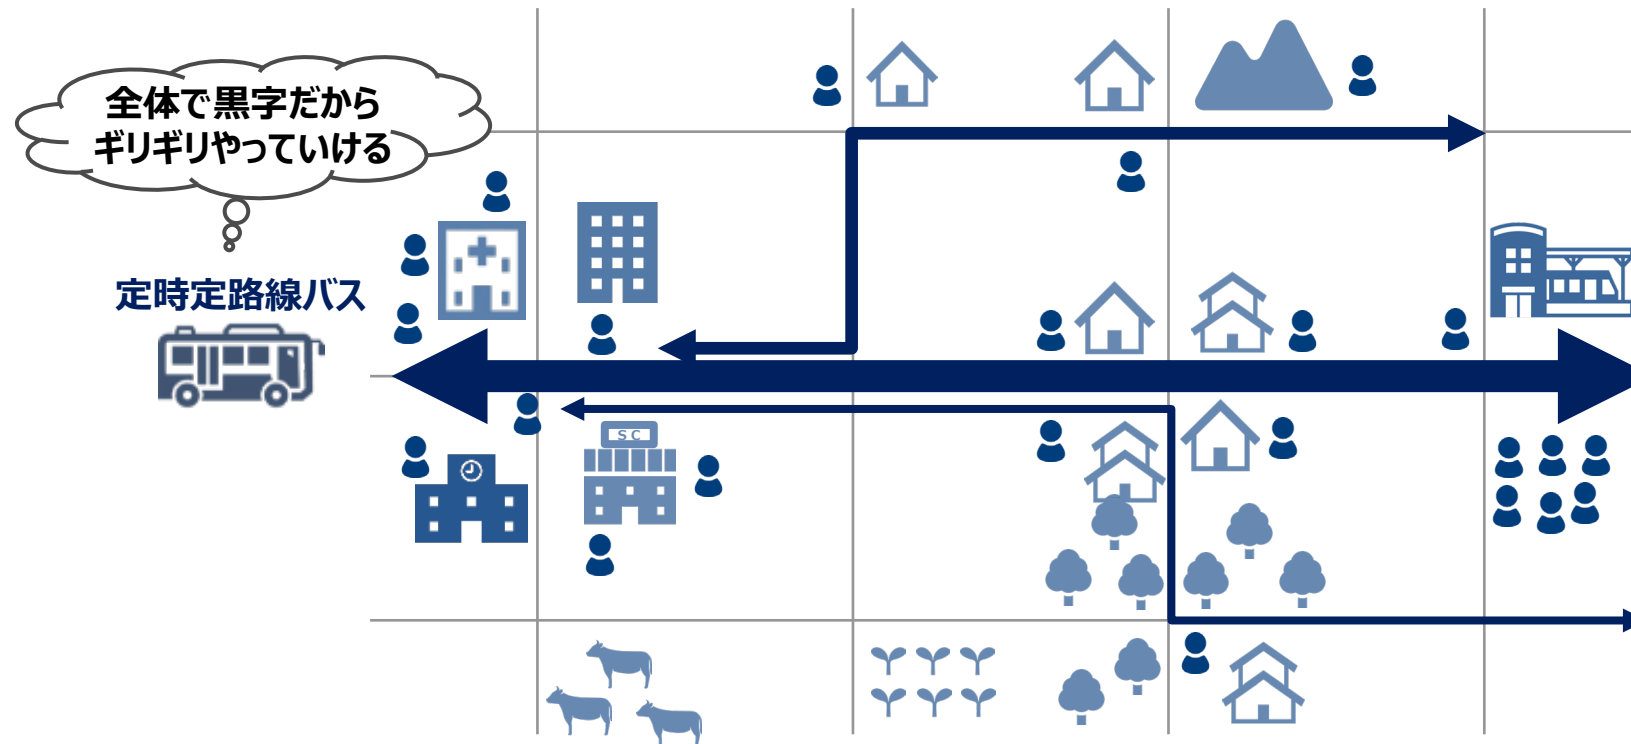 全体で黒字だから
ギリギリやっていける
定時定路線バス
SC